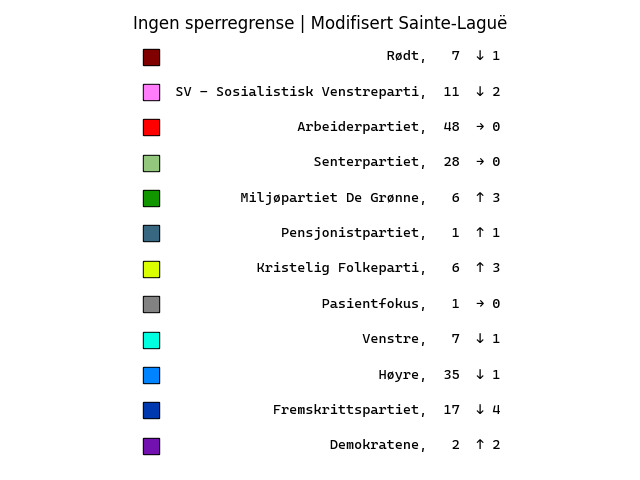 Ingen sperregrense | Modifisert Sainte-Laguë
Rødt, 7 ↓ 1
SV − Sosialistisk Venstreparti, 11 ↓ 2
Arbeiderpartiet, 48 → 0
Senterpartiet, 28 → 0
Miljøpartiet De Grønne, 6 ↑ 3
Pensjonistpartiet, 1 ↑ 1
Kristelig Folkeparti, 6 ↑ 3
Pasientfokus, 1 → 0
Venstre, 7 ↓ 1
Høyre, 35 ↓ 1
Fremskrittspartiet, 17 ↓ 4
Demokratene, 2 ↑ 2